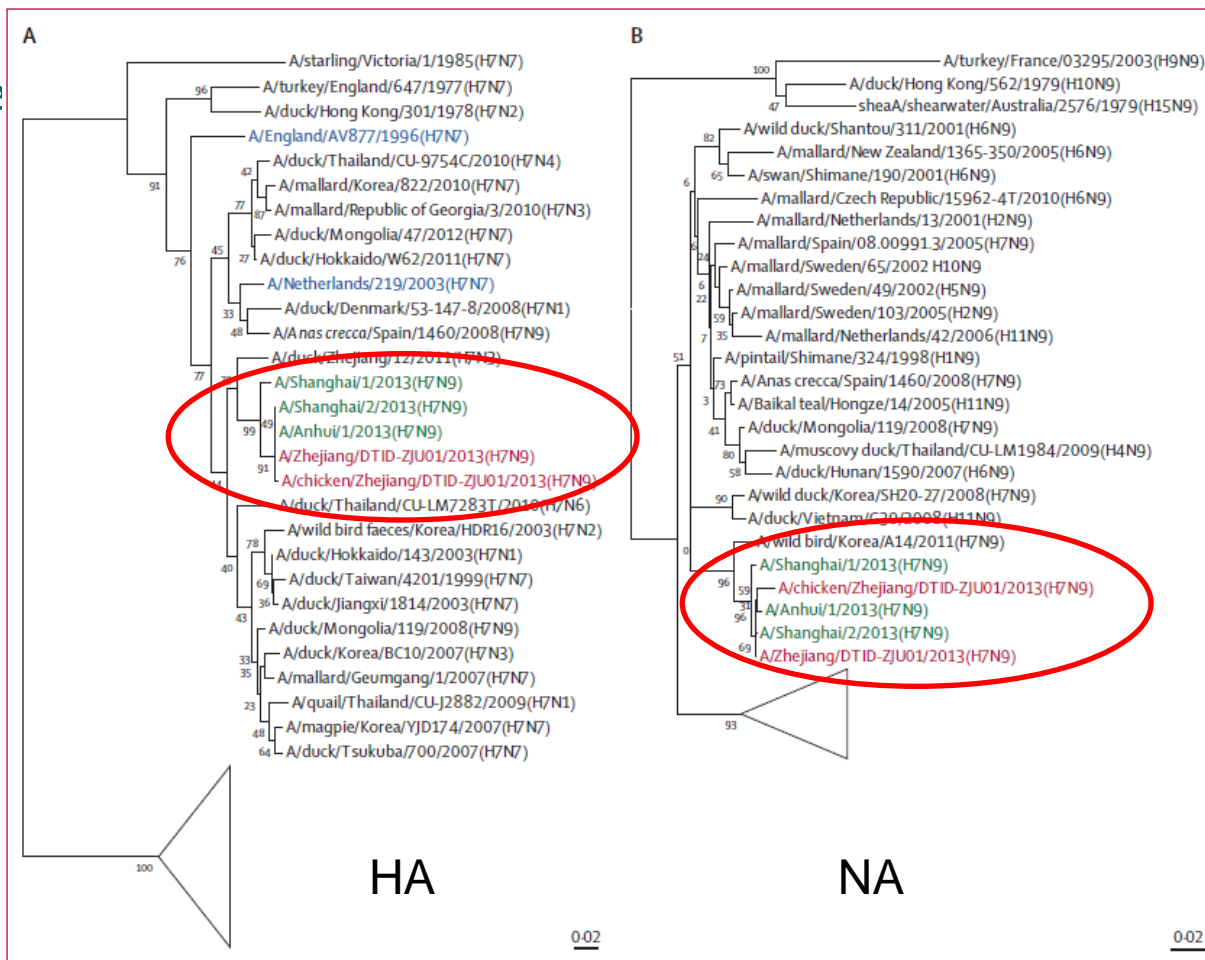 A
A/starling/Victoria/1/1985(H7N7)
96
A/turkey/England/647/1977(H7N7)
A/duck/Hong Kong/301/1978(H7N2)
A/England/AV877/1996(H7N7)
91
42
A/duck/Thailand/CU-9754C/2010(H7N4)
A/mallard/Korea/822/2010(H7N7)
77
87
A/mallard/Republic of Georgia/3/2010(H7N3)
A/duck/Mongolia/47/2012(H7N7)
76
45
27
A/duck/Hokkaido/W62/2011(H7N7)
A/Netherlands/219/2003(H7N7)
33
A/duck/Denmark/53-147-8/2008(H7N1)
48
A/Anas crecca/Spain/1460/2008(H7N9)
A/duck/Zhejiang/12/2011(H7N3)
77
A/Shanghai/1/2013(H7N9)
A/Shanghai/2/2013(H7N9)
99
49
A/Anhui/1/2013(H7N9)
A/Zhejiang/DTID-ZJU01/2013(H7N9)
91
A/chicken/Zhejiang/DTID-ZJU01/2013(H7N9)
A/duck/Thailand/CU-LM7283T/2010(H7N6)
78
A/wild bird faeces/Korea/HDR16/2003(H7N2)
A/duck/Hokkaido/143/2003(H7N1)
40
69
A/duck/Taiwan/4201/1999(H7N7)
36
A/duck/Jiangxi/1814/2003(H7N7)
43
A/duck/Mongolia/119/2008(H7N9)
33
A/duck/Korea/BC10/2007(H7N3)
35
A/mallard/Geumgang/1/2007(H7N7)
23
A/quail/Thailand/CU-J2882/2009(H7N1)
48
A/magpie/Korea/YJD174/2007(H7N7)
64
A/duck/Tsukuba/700/2007(H7N7)
100
HA
0·02
B
100
A/turkey/France/03295/2003(H9N9)
A/duck/Hong Kong/562/1979(H10N9)
47
sheaA/shearwater/Australia/2576/1979(H15N9)
82
A/wild duck/Shantou/311/2001(H6N9)
A/mallard/New Zealand/1365-350/2005(H6N9)
6
65
A/swan/Shimane/190/2001(H6N9)
A/mallard/Czech Republic/15962-4T/2010(H6N9)
A/mallard/Netherlands/13/2001(H2N9)
6
24
A/mallard/Spain/08.00991.3/2005(H7N9)
A/mallard/Sweden/65/2002 H10N9
6
22
A/mallard/Sweden/49/2002(H5N9)
59
A/mallard/Sweden/103/2005(H2N9)
7
35
A/mallard/Netherlands/42/2006(H11N9)
51
A/pintail/Shimane/324/1998(H1N9)
73
A/Anas crecca/Spain/1460/2008(H7N9)
3
A/Baikal teal/Hongze/14/2005(H11N9)
41
A/duck/Mongolia/119/2008(H7N9)
80
A/muscovy duck/Thailand/CU-LM1984/2009(H4N9)
58
A/duck/Hunan/1590/2007(H6N9)
90
A/wild duck/Korea/SH20-27/2008(H7N9)
A/duck/Vietnam/G30/2008(H11N9)
0
A/wild bird/Korea/A14/2011(H7N9)
96
A/Shanghai/1/2013(H7N9)
59
A/chicken/Zhejiang/DTID-ZJU01/2013(H7N9)
31
96
A/Anhui/1/2013(H7N9)
A/Shanghai/2/2013(H7N9)
69
A/Zhejiang/DTID-ZJU01/2013(H7N9)
93
NA
0·02